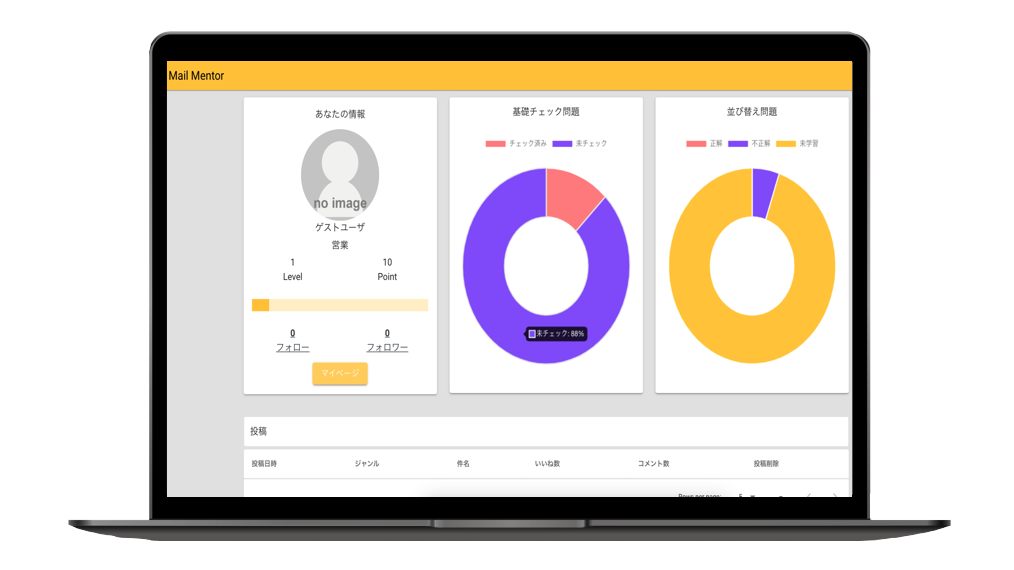 Mail Mentor
あなたの情報
no image
ゲストユーザ
営業
1 10
Level Point
0 0
フォロー フォロワー
マイページ
基礎チェック問題
チェック済み 未チェック
未チェック: 88%
並び替え問題
正解 不正解 未学習
投稿
投稿日時 ジャンル 件名 いいね数 コメント数 投稿削除
Rows per page: 5